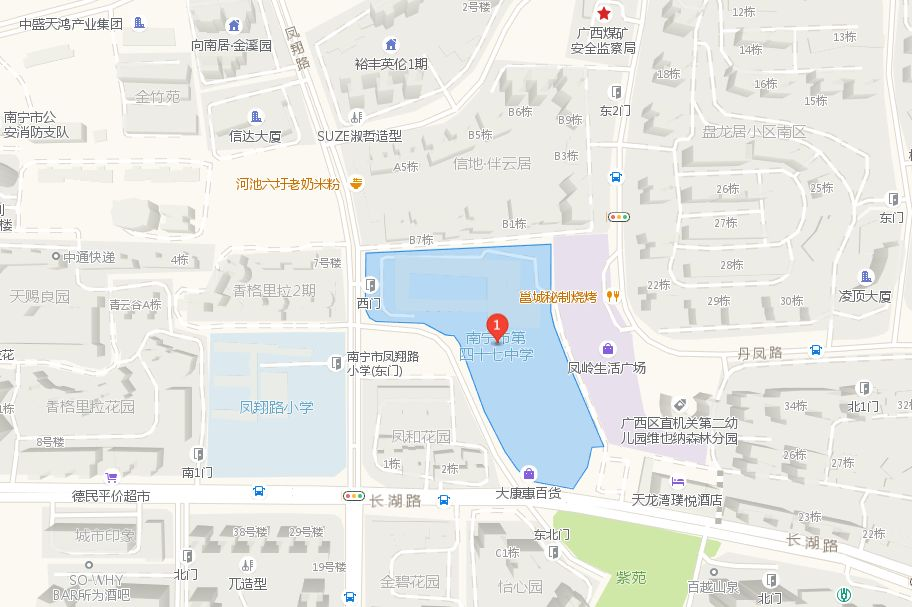 2号楼
12栋
中盛天鸿产业集团
向南居·金溪园
凤翔路
广西煤矿
安全监察局
13栋
裕丰英伦1期
18栋
14栋
16栋
15栋
金竹苑
东2门
南宁市公
安消防支队
信达大厦
SUZE淑哲造型
B6栋
B9栋
B5栋
盘龙居小区南区
信地·伴云居
B3栋
A5栋
河池六圩老奶米粉
26栋
25栋
东门
楼
B1栋
27栋
B7栋
中通快递
4栋
7号楼
28栋
天赐良园
青云谷A栋
香格里拉2期
西门
邕城秘制烧烤
22栋
29栋
30栋
凌顶大厦
1
南宁市第
四十七中学
丹凤路
南宁市凤翔路
小学(东门)
凤岭生活广场
香格里拉花园
凤翔路小学
34栋
北1门
广西区直机关第二幼
儿园维也纳森林分园
8号楼
凤和花园
1栋
2栋
26栋
27栋
南1门
德民平价超市
长湖路
大康惠百货
天龙湾璞悦酒店
23栋
22栋
城市印象
38号楼
29号楼
东北门
长湖路
SO-WHY
BAR所为酒吧
北门
兀造型
19号楼
金碧花园
C1栋
怡心园
紫苑
百越山泉
北门